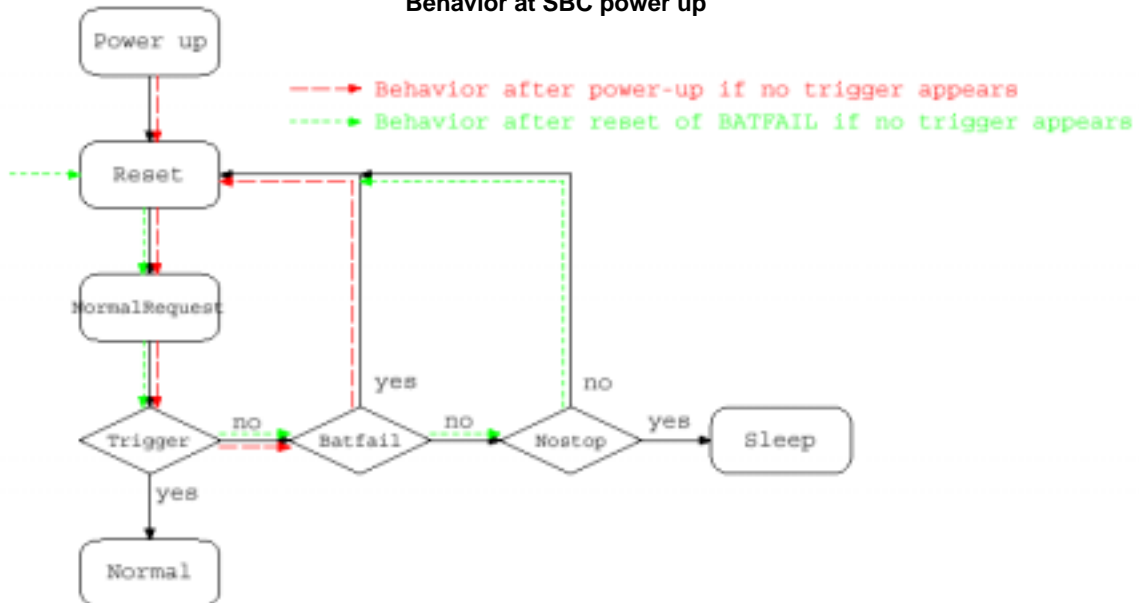 Behavior at SBC power up
Power up
Behavior after power-up if no trigger appears
Behavior after reset of BATFAIL if no trigger appears
Reset
NormalRequest
yes
no
Trigger
no
Batfail
no
Nostop
yes
Sleep
yes
Normal